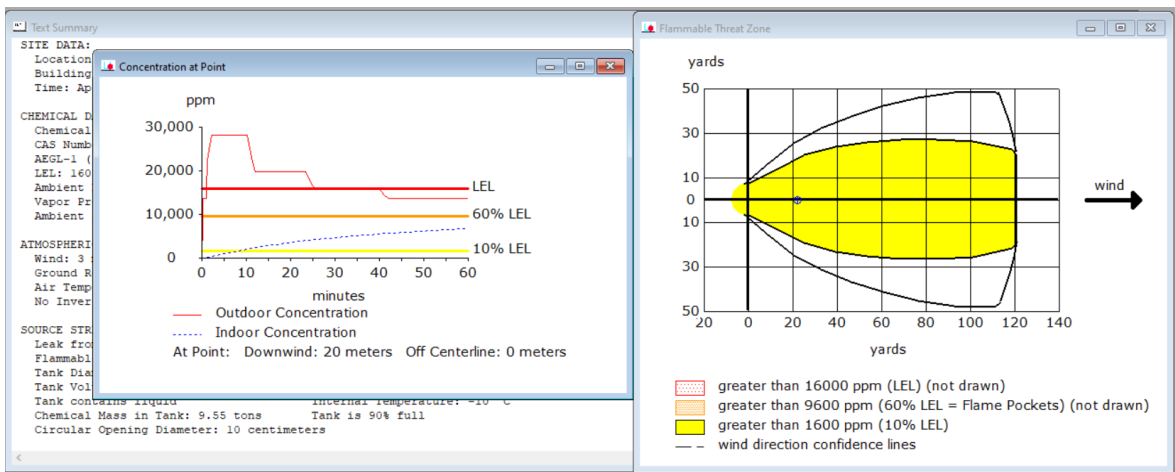 Text Summary
SITE DATA:
Location
Building
Time: Ap
CHEMICAL D
Chemical
CAS Numb
AEGL-1 (
LEL: 160
Ambient
Vapor Pr
Ambient
ATMOSPHERI
Wind: 3
Ground R
Air Temp
No Inver
SOURCE STR
Leak fro
Flammabl
Tank Dia
Tank Vol
Tank contains liquid Internal Temperature: -10° C
Chemical Mass in Tank: 9.55 tons Tank is 90% full
Circular Opening Diameter: 10 centimeters
Concentration at Point
ppm
30,000
20,000
10,000
0
LEL
60% LEL
10% LEL
0 10 20 30 40 50 60
minutes
Outdoor Concentration
Indoor Concentration
At Point: Downwind: 20 meters Off Centerline: 0 meters
Flammable Threat Zone
yards
50
30
10
0
10
30
50
20 0 20 40 60 80 100 120 140
yards
wind
greater than 16000 ppm (LEL) (not drawn)
greater than 9600 ppm (60% LEL = Flame Pockets) (not drawn)
greater than 1600 ppm (10% LEL)
wind direction confidence lines